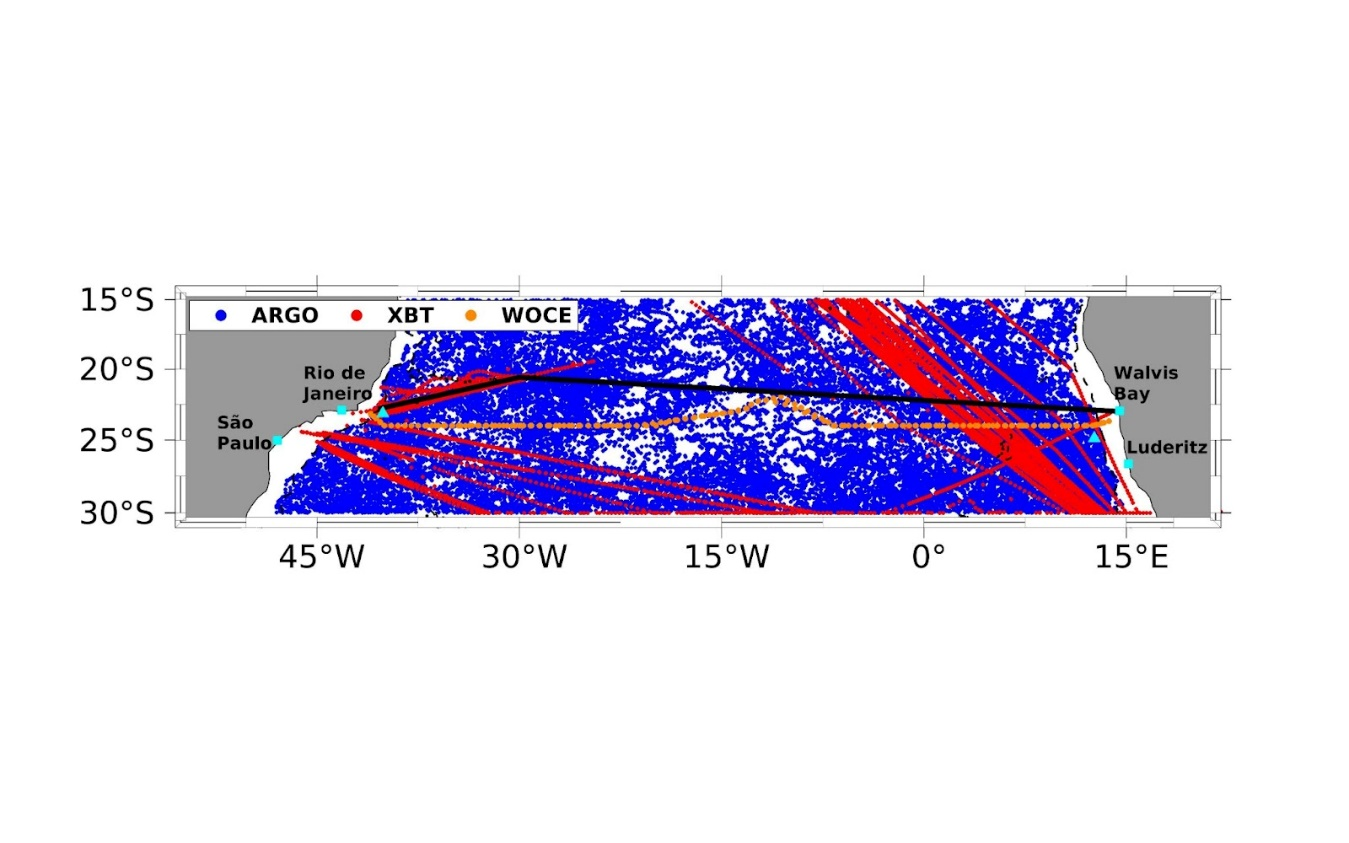 15°S
ARGO XBT WOCE
20°S
Rio de
Janeiro
Walvis
Bay
São
Paulo
25°S
Luderitz
30°S
45°W 30°W 15°W 0° 15°E